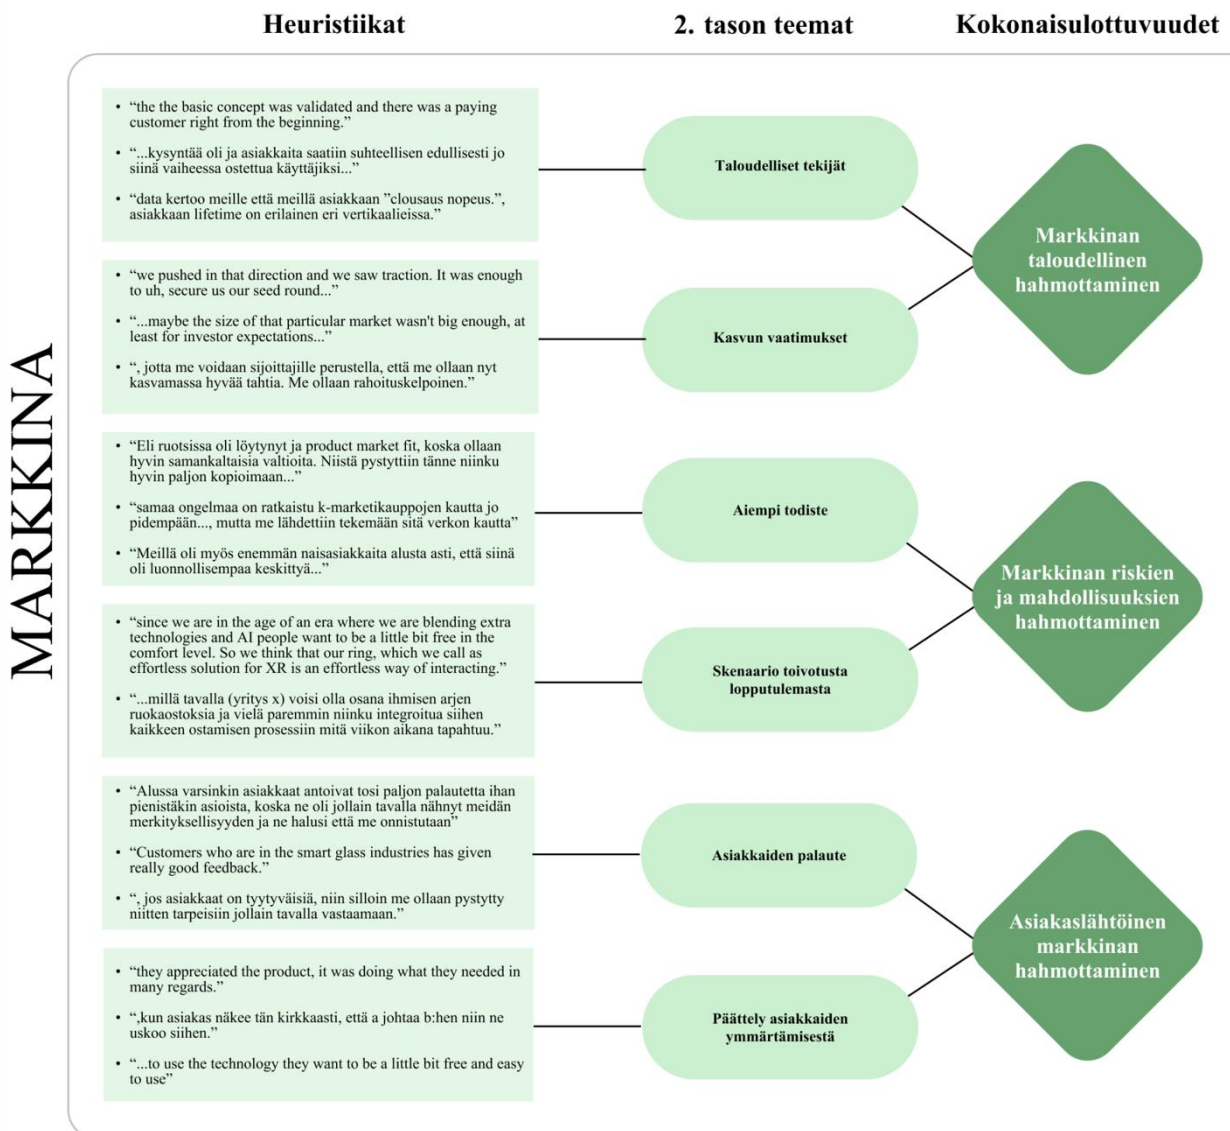 Heuristiikat
2. tason teemat
Kokonaisulottuvuudet
MARKKINA
• “the the basic concept was validated and there was a paying
customer right from the beginning.”
• “...kysyntää oli ja asiakkaita saatiin suhteellisen edullisesti jo
siinä vaiheessa ostettua käyttäjiksi...”
• “data kertoo meille että meillä asiakkaan ”clousaus nopeus.”,
asiakkaan lifetime on erilainen eri vertikaalieissa.”
Taloudelliset tekijät
• “we pushed in that direction and we saw traction. It was enough
to uh, secure us our seed round...”
• “...maybe the size of that particular market wasn't big enough, at
least for investor expectations...”
• “, jotta me voidaan sijoittajille perustella, että me ollaan nyt
kasvamassa hyvää tahtia. Me ollaan rahoituskelpoinen.”
Kasvun vaatimukset
Markkinan
taloudellinen
hahmottaminen
• “Eli ruotsissa oli löytynyt ja product market fit, koska ollaan
hyvin samankaltaisia valtioita. Niistä pystyttiin tänne niinku
hyvin paljon kopioimaan...”
• “samaa ongelmaa on ratkaistu k-marketikauppojen kautta jo
pidempään..., mutta me lähdettiin tekemään sitä verkon kautta”
• “Meillä oli myös enemmän naisasiakkaita alusta asti, että siinä
oli luonnollisempaa keskittyä...”
Aiempi todiste
• “since we are in the age of an era where we are blending extra
technologies and AI people want to be a little bit free in the
comfort level. So we think that our ring, which we call as
effortless solution for XR is an effortless way of interacting.”
• “...millä tavalla (yritys x) voisi olla osana ihmisen arjen
ruokaostoksia ja vielä paremmin niinku integroitua siihen
kaikkeen ostamisen prosessiin mitä viikon aikana tapahtuu.”
Skenaario toivotusta
lopputulemasta
Markkinan riskien
ja mahdollisuuksien
hahmottaminen
• “Alussa varsinkin asiakkaat antoivat tosi paljon palautetta ihan
pienistäkin asioista, koska ne oli jollain tavalla nähnyt meidän
merkityksellisyyden ja ne halusi että me onnistutaan”
• “Customers who are in the smart glass industries has given
really good feedback.”
• “, jos asiakkaat on tyytyväisiä, niin silloin me ollaan pystytty
niitten tarpeisiin jollain tavalla vastaamaan.”
Asiakkaiden palaute
• “they appreciated the product, it was doing what they needed in
many regards.”
• “,kun asiakas näkee tän kirkkaasti, että a johtaa b:hen niin ne
uskoo siihen.”
• “...to use the technology they want to be a little bit free and easy
to use”
Päättely asiakkaiden
ymmärtämisestä
Asiakaslähtöinen
markkinan
hahmottaminen